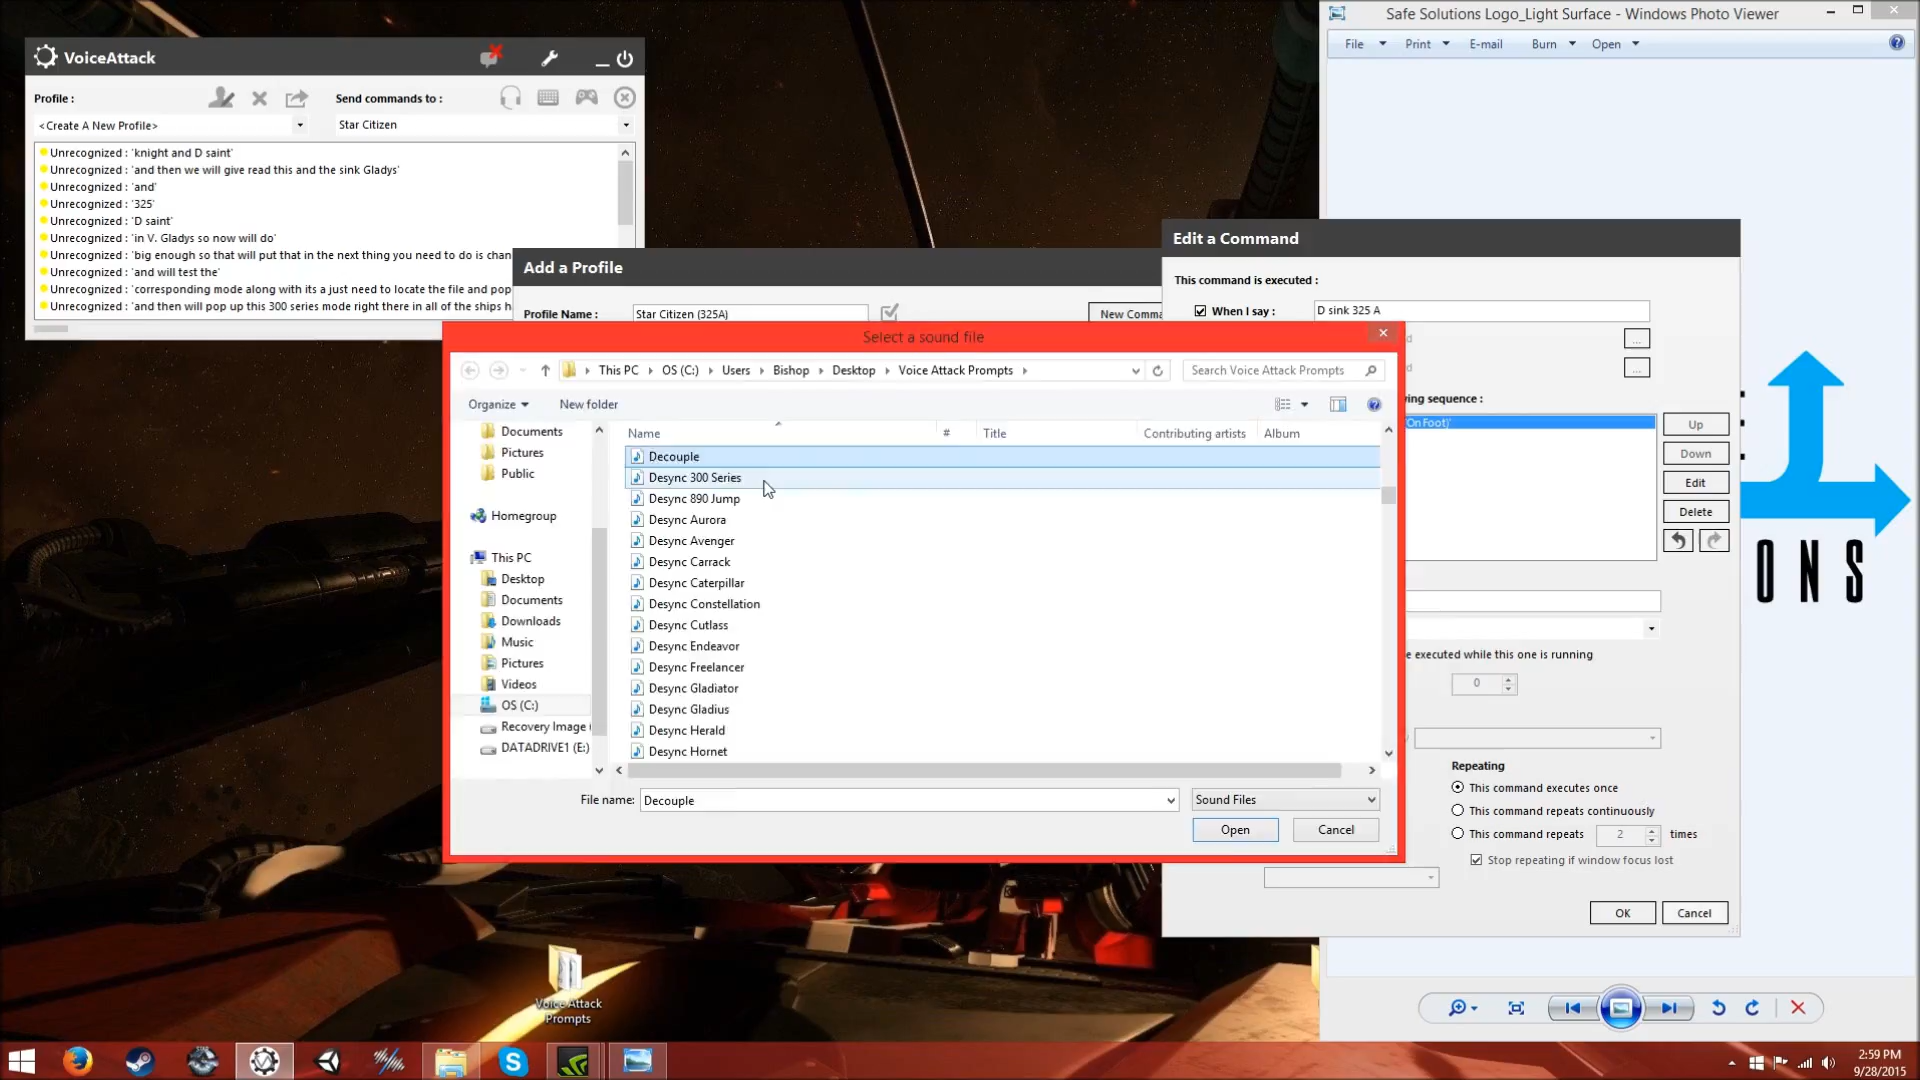 Safe Solutions Logo_Light Surface - Windows Photo Viewer
File Print E-mail Burn Open
VoiceAttack
Profile :
Send commands to :
<Create A New Profile>
Star Citizen
Unrecognized : 'knight and D saint'
Unrecognized : 'and then we will give read this and the sink Gladys'
Unrecognized : 'and'
Unrecognized : '325'
Unrecognized : 'D saint'
Unrecognized : 'in V. Gladys so now will do'
Unrecognized : 'big enough so that will put that in the next thing you need to do is chan
Unrecognized : 'and will test the'
Unrecognized : 'corresponding mode along with its a just need to locate the file and pop
Unrecognized : 'and then will pop up this 300 series mode right there in all of the ships h
Add a Profile
Profile Name :
Star Citizen (325A)
New Comma
Edit a Command
This command is executed :
When I say :
D sink 325 A
...
...
ing sequence :
On Foot)'
Up
Down
Edit
Delete
e executed while this one is running
0
Repeating
This command executes once
This command repeats continuously
This command repeats 2 times
Stop repeating if window focus lost
OK
Cancel
Select a sound file
This PC
OS (C:)
Users
Bishop
Desktop
Voice Attack Prompts
Search Voice Attack Prompts
Organize
New folder
Documents
Pictures
Public
Homegroup
This PC
Desktop
Documents
Downloads
Music
Pictures
Videos
OS (C:)
Recovery Image
DATADRIVE1 (E:)
Name # Title Contributing artists Album
Decouple
Desync 300 Series
Desync 890 Jump
Desync Aurora
Desync Avenger
Desync Carrack
Desync Caterpillar
Desync Constellation
Desync Cutlass
Desync Endeavor
Desync Freelancer
Desync Gladiator
Desync Gladius
Desync Herald
Desync Hornet
File name:
Decouple
Sound Files
Open
Cancel
ONS
Voice Attack
Prompts
2:59 PM
9/28/2015